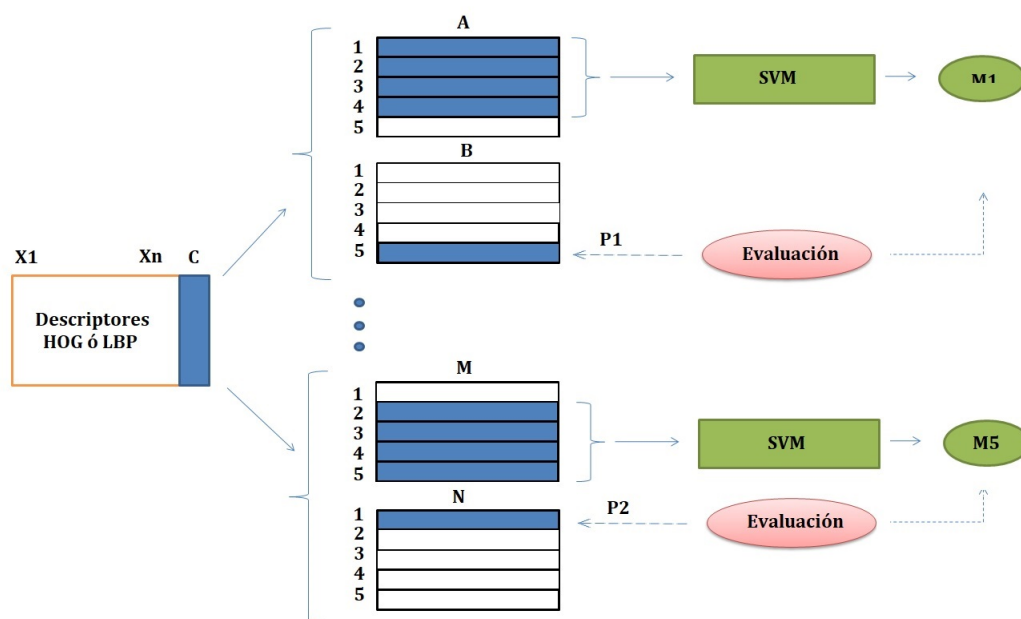 A
1
2
3
4
5
SVM
M1
B
1
2
3
4
5
P1
Evaluación
X1 Xn C
Descriptores
HOG ó LBP
M
1
2
3
4
5
SVM
M5
N
1
2
3
4
5
P2
Evaluación